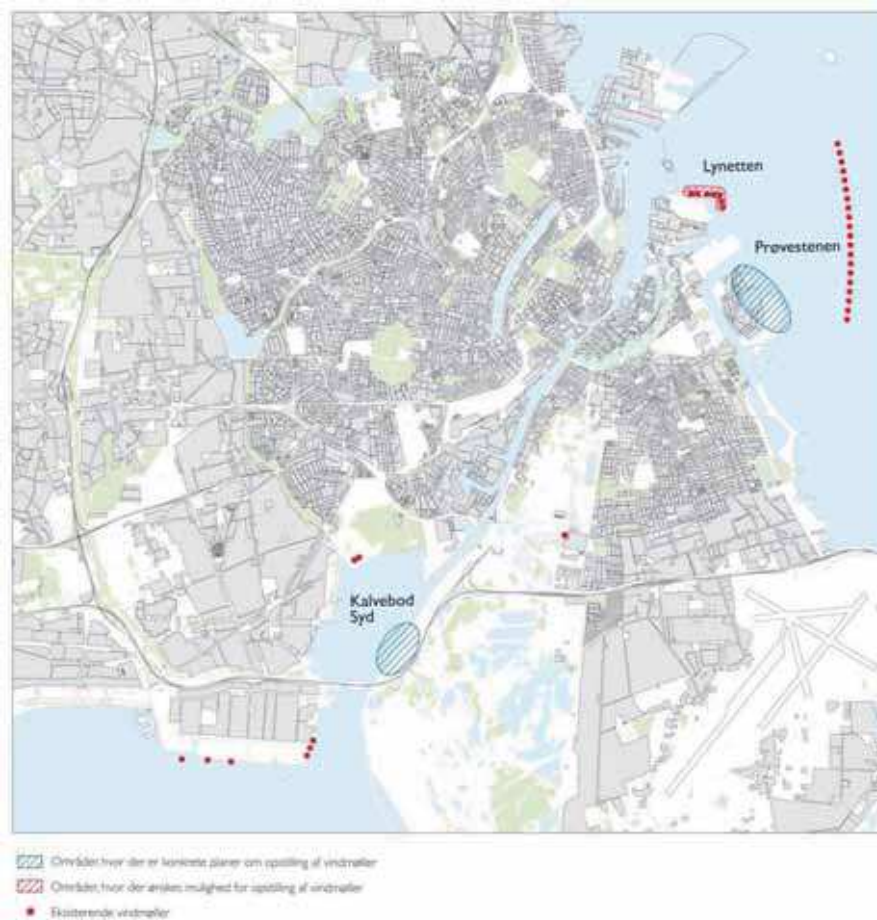 Lynetten
Prøvestenen
Kalvebod
Syd
Områder, hvor der er konkrete planer om opstilling af vindmøller
Områder, hvor der ønskes mulighed for opstilling af vindmøller
Eksisterende vindmøller